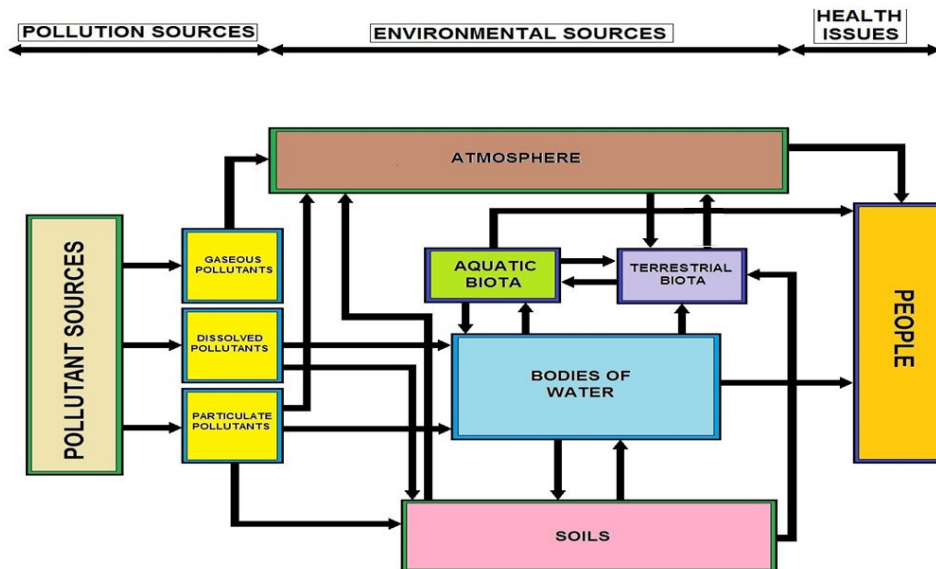 POLLUTION SOURCES
ENVIRONMENTAL SOURCES
HEALTH
ISSUES
ATMOSPHERE
POLLUTANT SOURCES
GASEOUS
POLLUTANTS
DISSOLVED
POLLUTANTS
PARTICULATE
POLLUTANTS
AQUATIC
BIOTA
TERRESTRIAL
BIOTA
BODIES OF
WATER
SOILS
PEOPLE